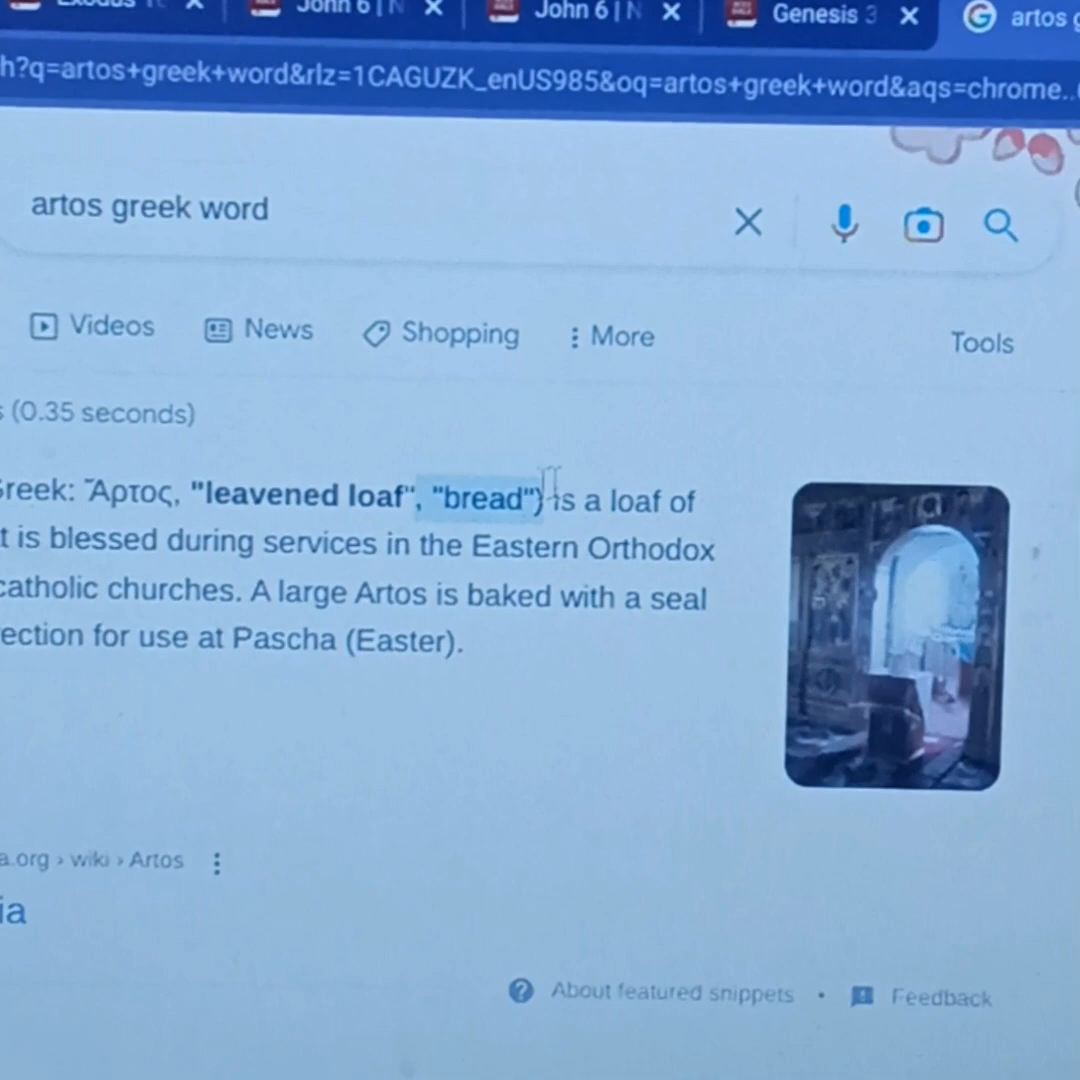 John 6 | N
John 6 | N
Genesis 3
artos g
h?q=artos+greek+word&rlz=1CAGUZK_enUS985&oq=artos+greek+word&aqs=chrome..
artos greek word
Videos News Shopping More Tools
(0.35 seconds)
Greek: Ἄρτος, "leavened loaf", "bread") is a loaf of
t is blessed during services in the Eastern Orthodox
catholic churches. A large Artos is baked with a seal
ection for use at Pascha (Easter).
a.org › wiki › Artos
ia
About featured snippets • Feedback